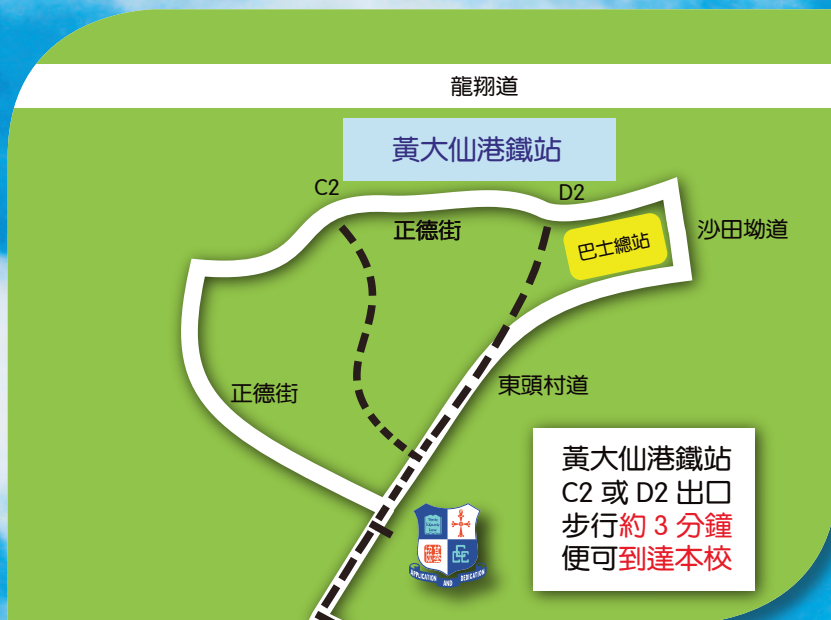 龍翔道
黃大仙港鐵站
C2
D2
正德街
巴士總站
沙田坳道
正德街
東頭村道
黃大仙港鐵站
C2 或 D2 出口
步行約 3 分鐘
便可到達本校
APPLICATION AND DEDICATION